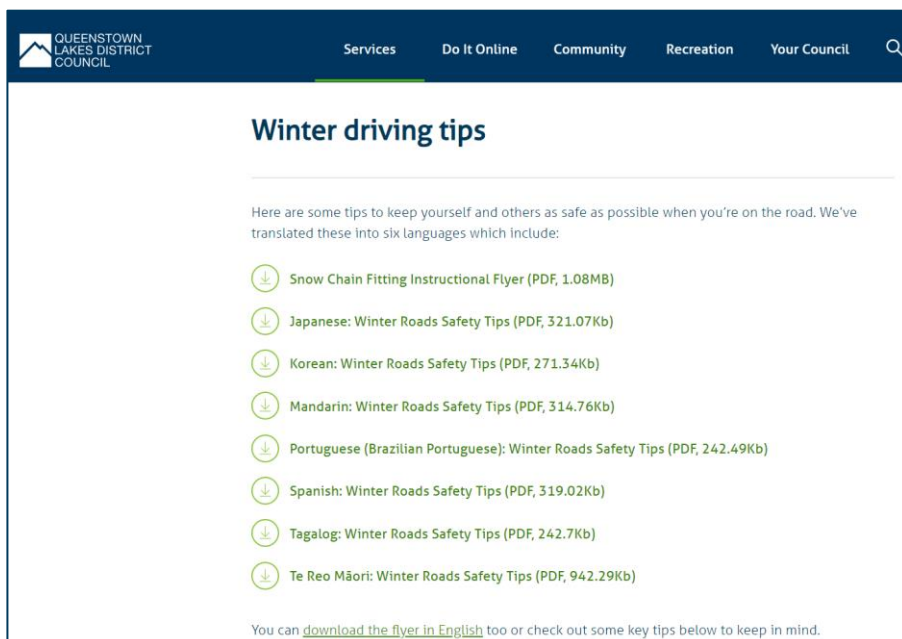 QUEENSTOWN
LAKES DISTRICT
COUNCIL
Services
Do It Online
Community
Recreation
Your Council
Winter driving tips
Here are some tips to keep yourself and others as safe as possible when you're on the road. We've
translated these into six languages which include:
Snow Chain Fitting Instructional Flyer (PDF, 1.08MB)
Japanese: Winter Roads Safety Tips (PDF, 321.07Kb)
Korean: Winter Roads Safety Tips (PDF, 271.34Kb)
Mandarin: Winter Roads Safety Tips (PDF, 314.76Kb)
Portuguese (Brazilian Portuguese): Winter Roads Safety Tips (PDF, 242.49Kb)
Spanish: Winter Roads Safety Tips (PDF, 319.02Kb)
Tagalog: Winter Roads Safety Tips (PDF, 242.7Kb)
Te Reo Māori: Winter Roads Safety Tips (PDF, 942.29Kb)
You can download the flyer in English too or check out some key tips below to keep in mind.